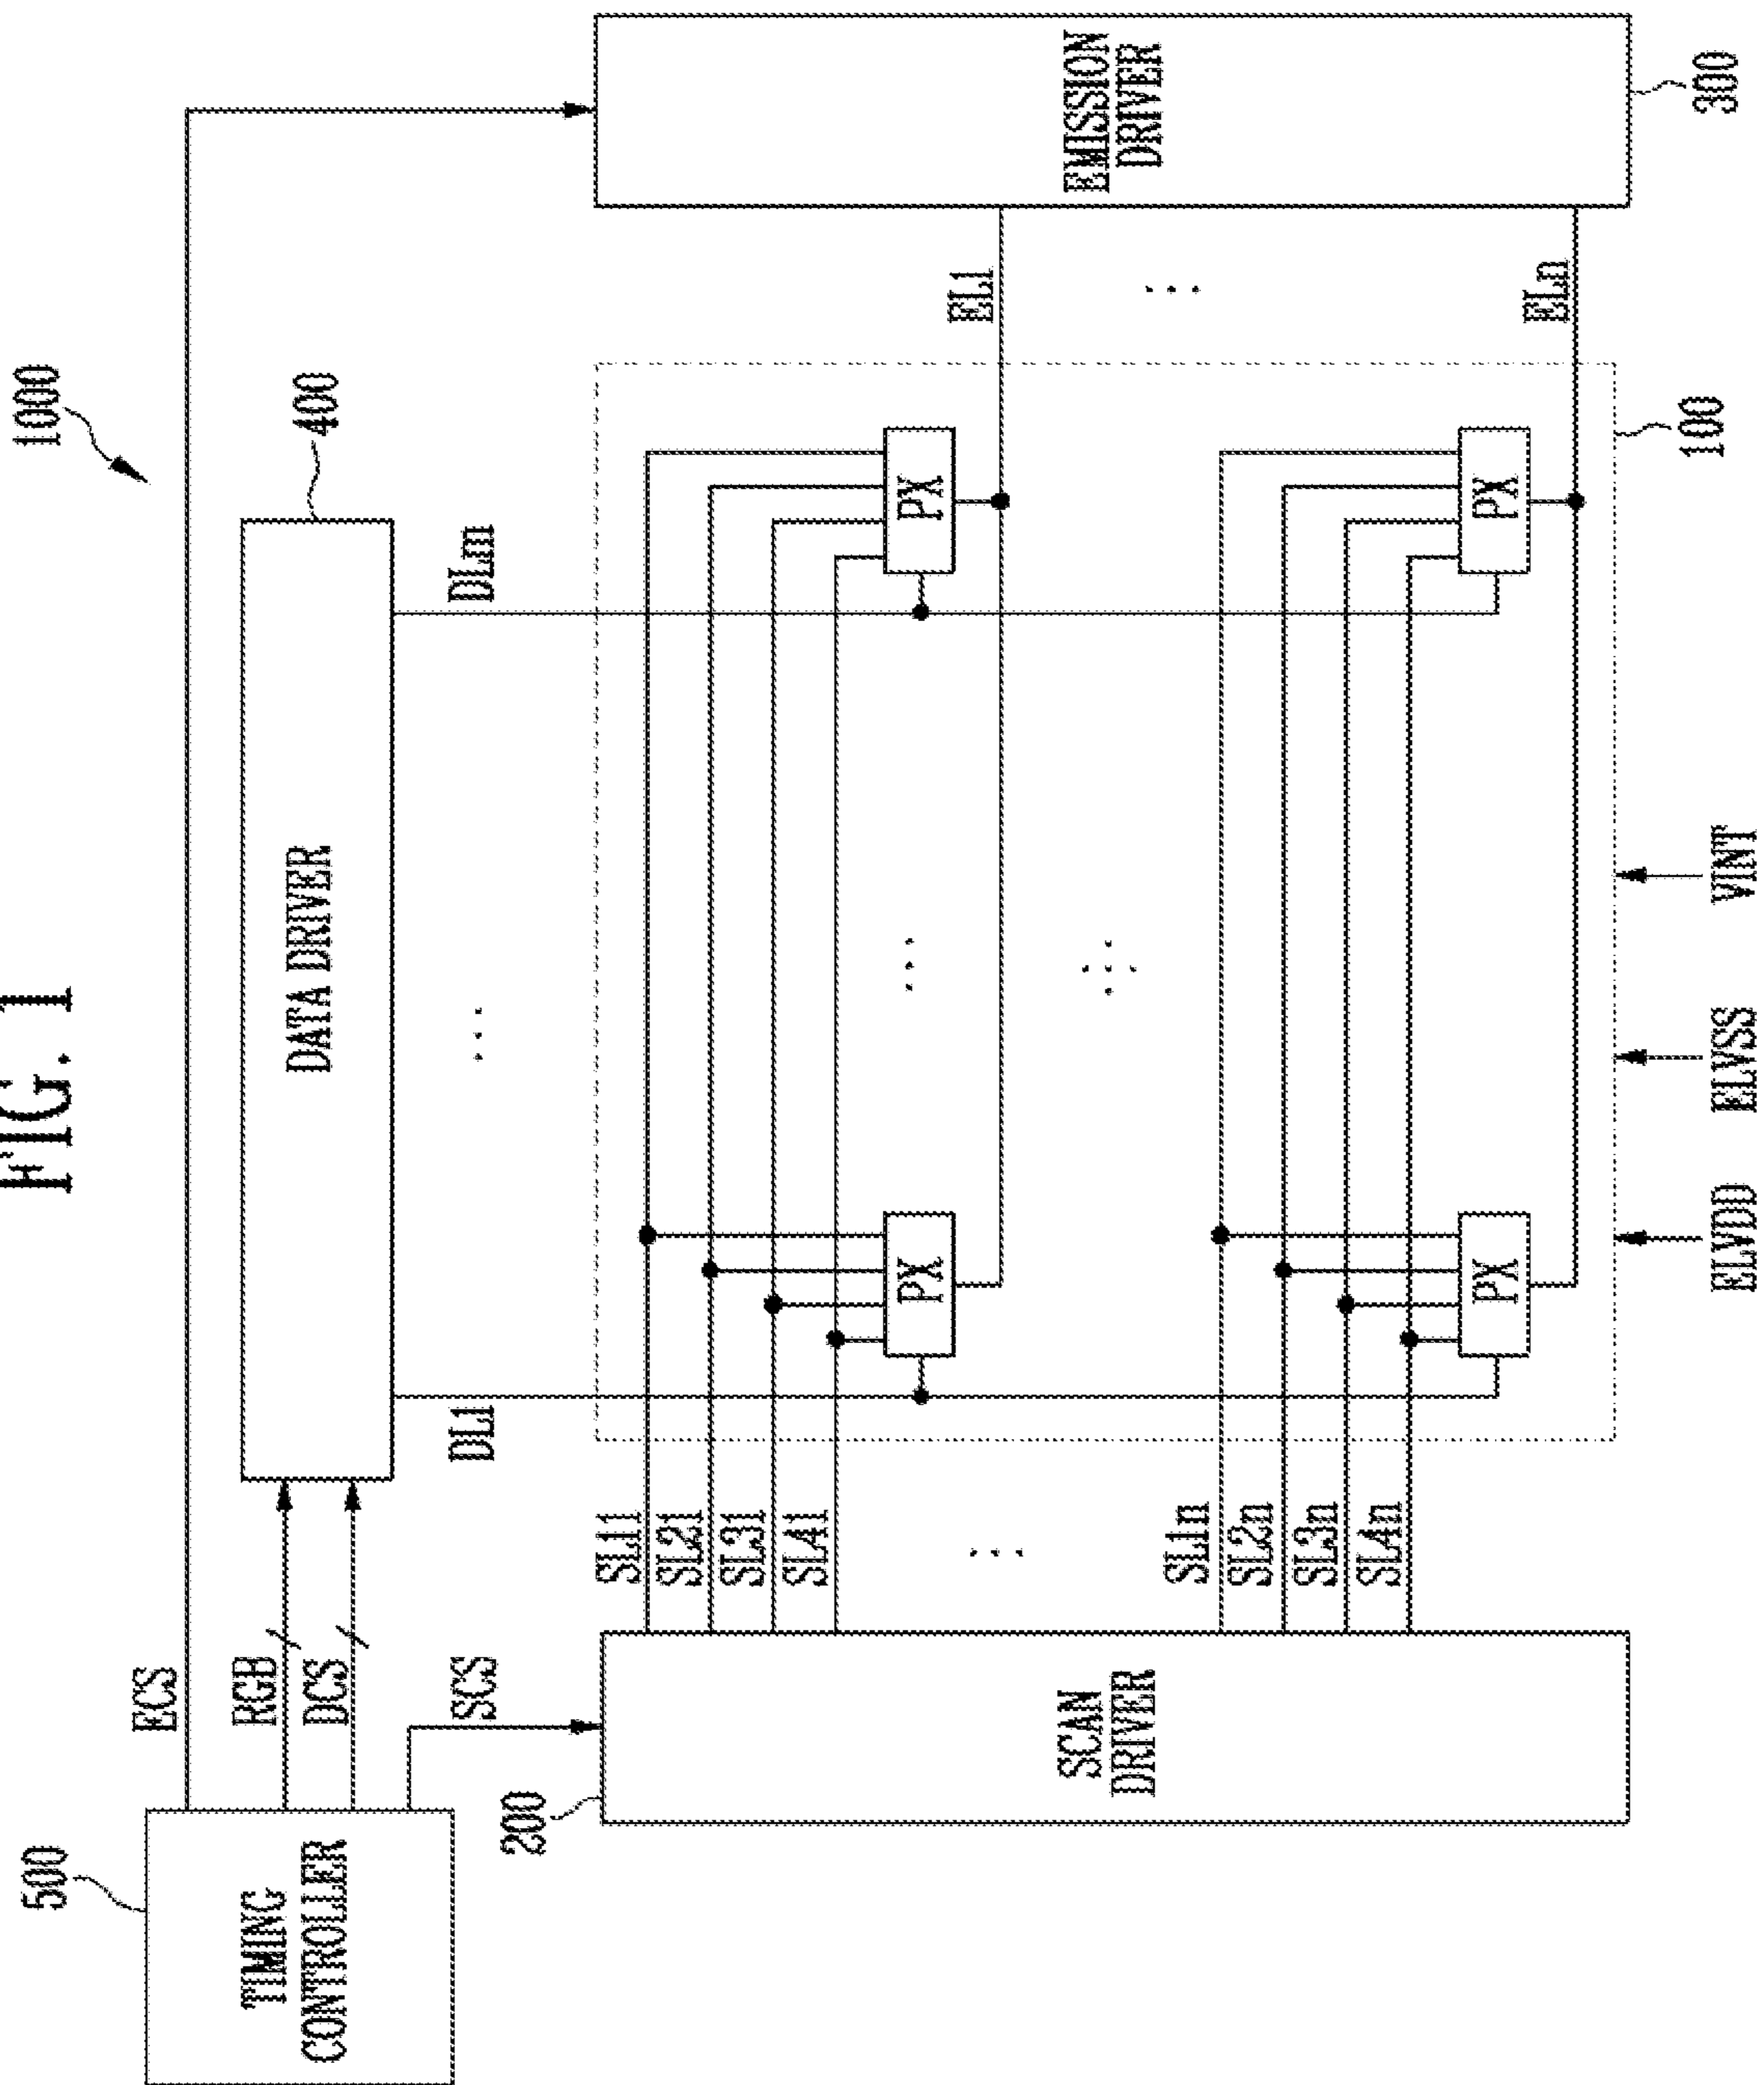 FIG. 1
1000
500
TIMING
CONTROLLER
ECS
RGB
DCS
SCS
DATA DRIVER
400
DL1
DLm
200
SCAN
DRIVER
SL11
SL21
SL31
SL41
SL1n
SL2n
SL3n
SL4n
PX
PX
PX
PX
EL1
ELn
EMISSION
DRIVER
300
100
ELVDD
ELVSS
VINT